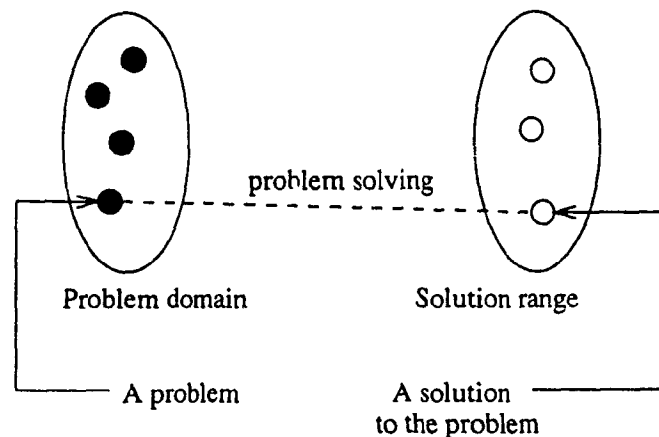 problem solving
Problem domain
Solution range
A problem
A solution
to the problem